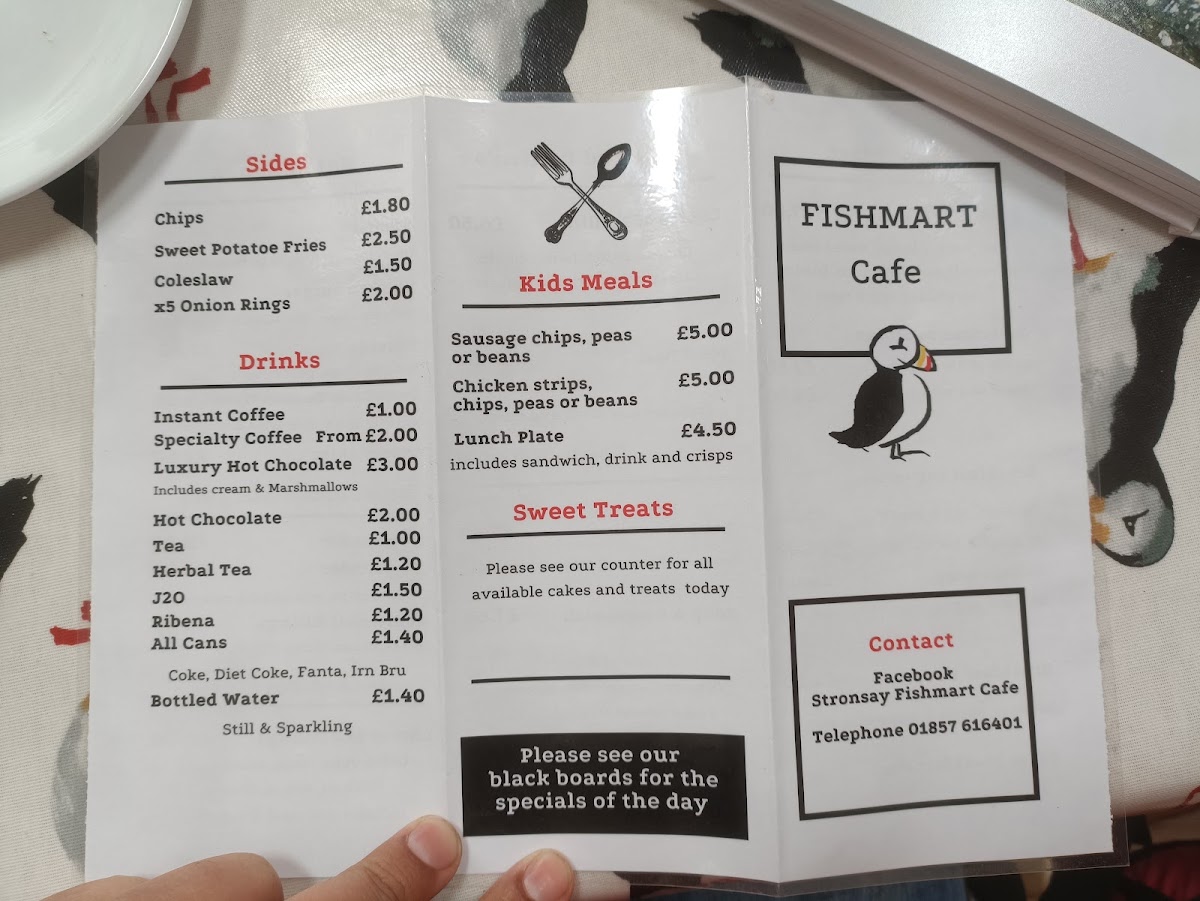 Sides
Chips £1.80
Sweet Potatoe Fries £2.50
Coleslaw £1.50
x5 Onion Rings £2.00
Drinks
Instant Coffee £1.00
Specialty Coffee From £2.00
Luxury Hot Chocolate £3.00
Includes cream & Marshmallows
Hot Chocolate £2.00
Tea £1.00
Herbal Tea £1.20
J2O £1.50
Ribena £1.20
All Cans £1.40
Coke, Diet Coke, Fanta, Irn Bru
Bottled Water £1.40
Still & Sparkling
Kids Meals
Sausage chips, peas £5.00
or beans
Chicken strips, £5.00
chips, peas or beans
Lunch Plate £4.50
includes sandwich, drink and crisps
Sweet Treats
Please see our counter for all
available cakes and treats today
Please see our
black boards for the
specials of the day
FISHMART
Cafe
Contact
Facebook
Stronsay Fishmart Cafe
Telephone 01857 616401